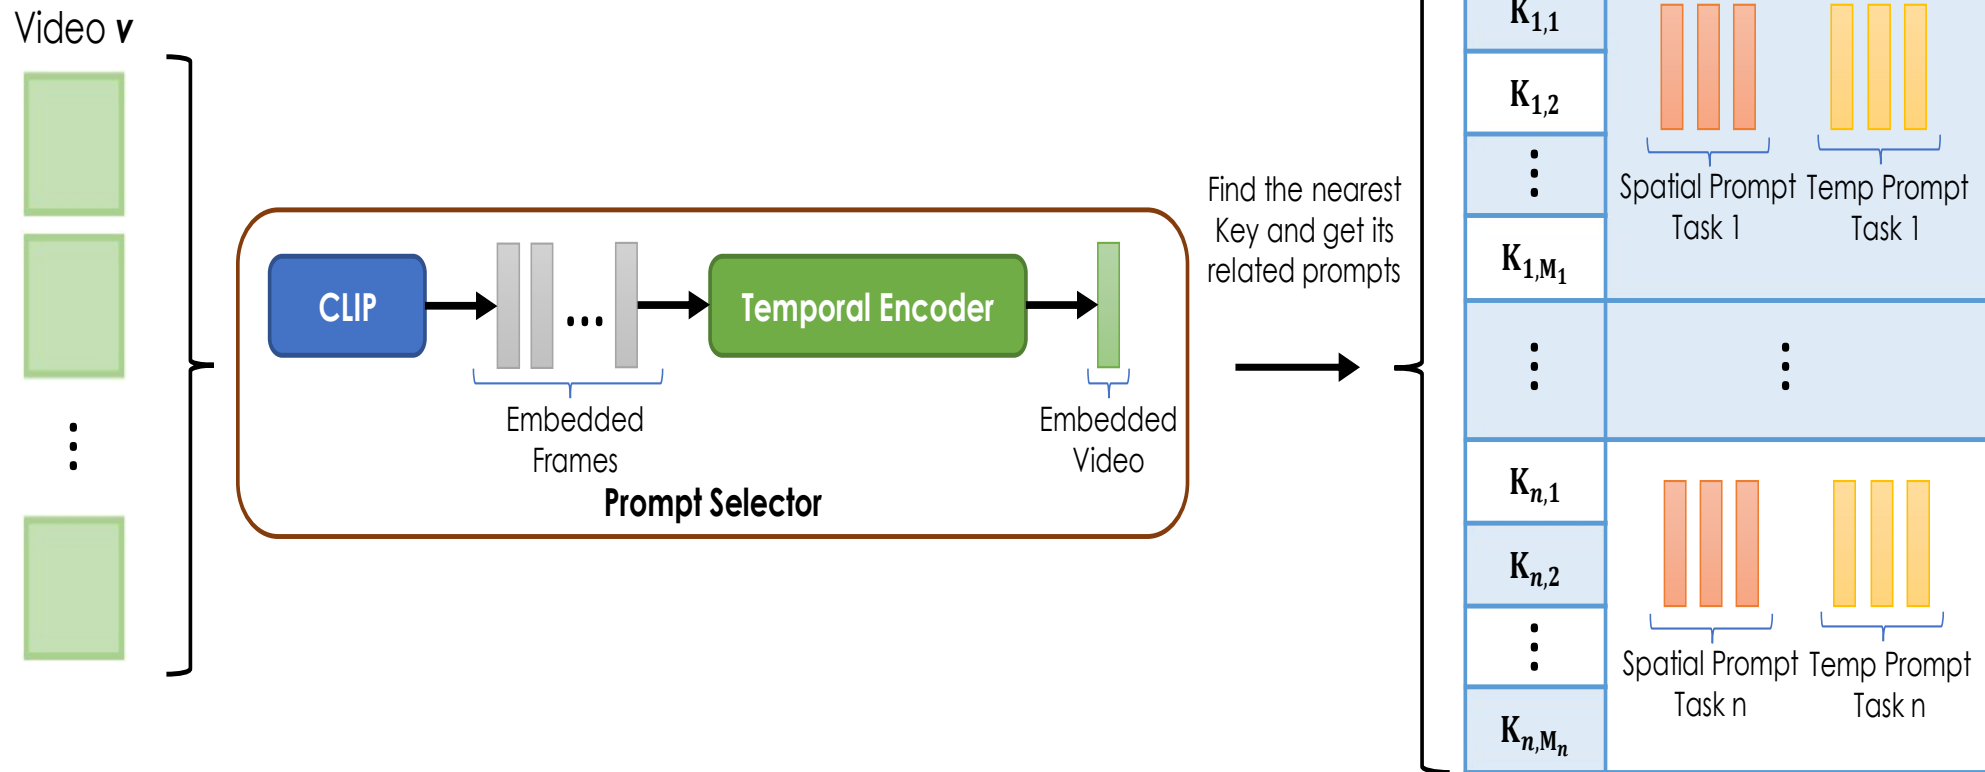 Video v
CLIP
...
Temporal Encoder
Embedded
Frames
Embedded
Video
Prompt Selector
Find the nearest
Key and get its
related prompts
K1,1
K1,2
⋮
K1,M1
⋮
Kn,1
Kn,2
⋮
Kn,Mn
Spatial Prompt
Task 1
Temp Prompt
Task 1
⋮
Spatial Prompt
Task n
Temp Prompt
Task n